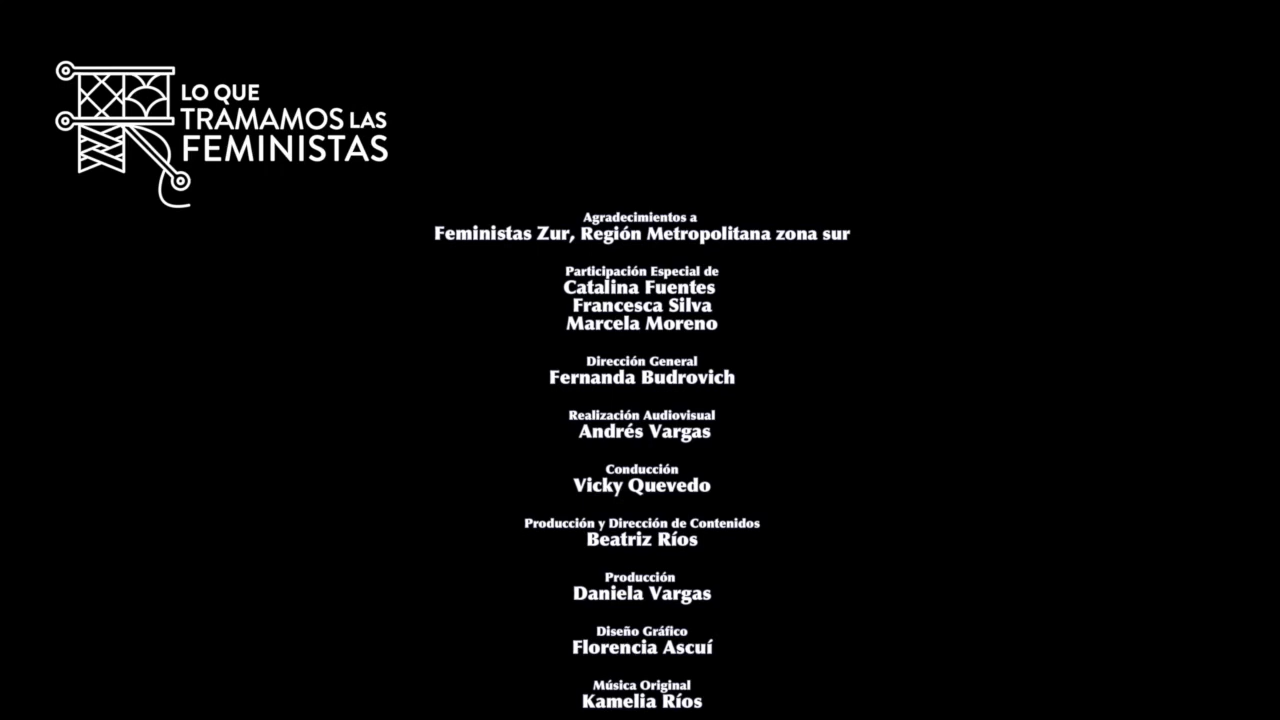 LO QUE
TRAMAMOS LAS
FEMINISTAS
Agradecimientos a
Feministas Zur, Región Metropolitana zona sur
Participación Especial de
Catalina Fuentes
Francesca Silva
Marcela Moreno
Dirección General
Fernanda Budrovich
Realización Audiovisual
Andrés Vargas
Conducción
Vicky Quevedo
Producción y Dirección de Contenidos
Beatriz Ríos
Producción
Daniela Vargas
Diseño Gráfico
Florencia Ascuí
Música Original
Kamelia Ríos